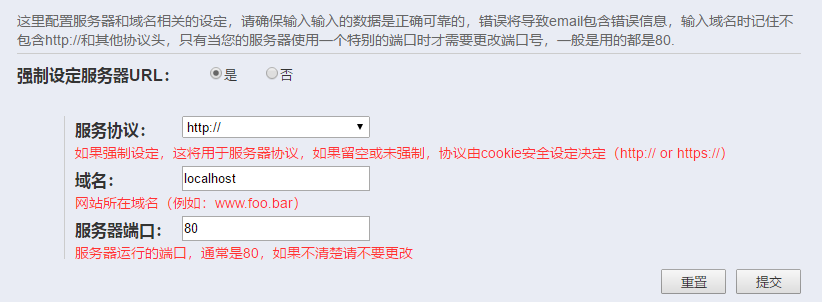 这里配置服务器和域名相关的设定，请确保输入输入的数据是正确可靠的，错误将导致email包含错误信息，输入域名时记住不
包含http://和其他协议头，只有当您的服务器使用一个特别的端口时才需要更改端口号，一般是用的都是80.
强制设定服务器URL： 是 否
服务协议： http://
如果强制设定，这将用于服务器协议，如果留空或未强制，协议由cookie安全设定决定（http:// or https://）
域名： localhost
网站所在域名（例如：www.foo.bar）
服务器端口： 80
服务器运行的端口，通常是80，如果不清楚请不要更改
重置 提交